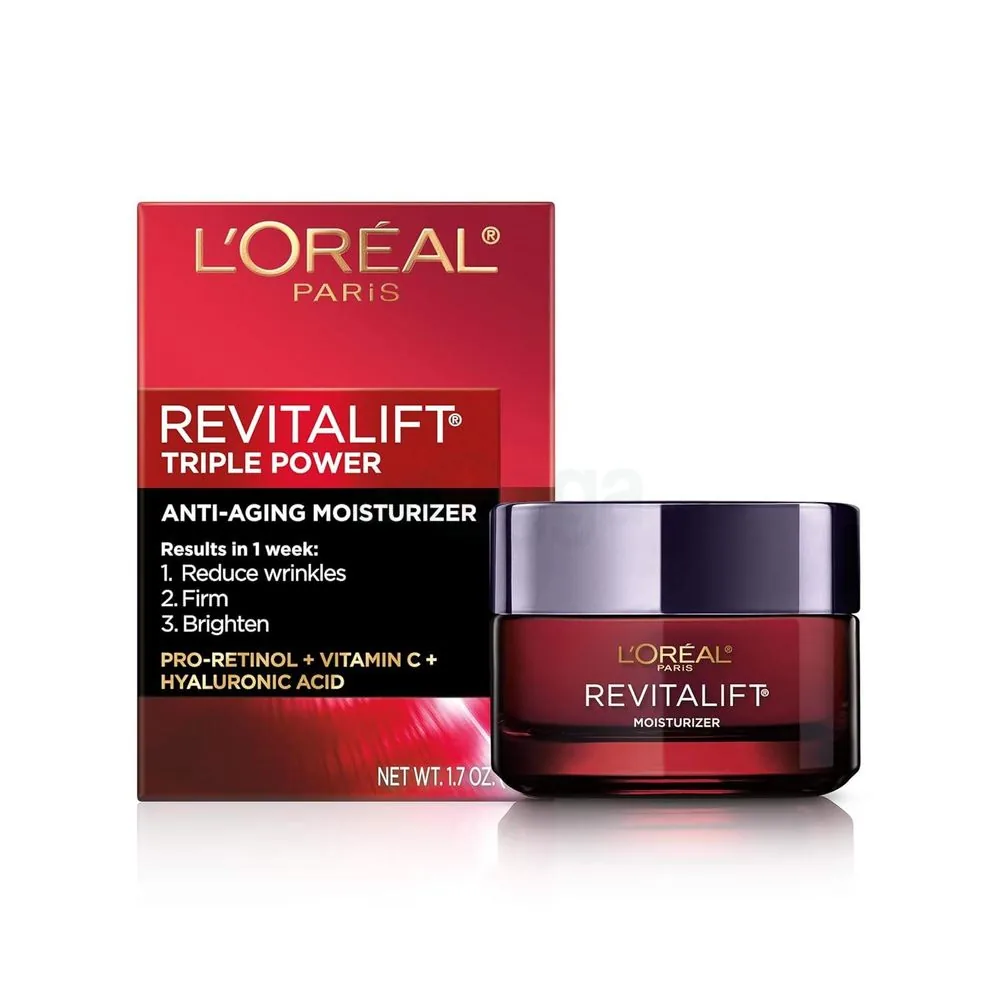 L'ORÉAL®
PARiS
REVITALIFT®
TRIPLE POWER
ANTI-AGING MOISTURIZER
Results in 1 week:
1. Reduce wrinkles
2. Firm
3. Brighten
PRO-RETINOL + VITAMIN C +
HYALURONIC ACID
NET WT. 1.7 OZ.
L'ORÉAL®
PARiS
REVITALIFT®
MOISTURIZER